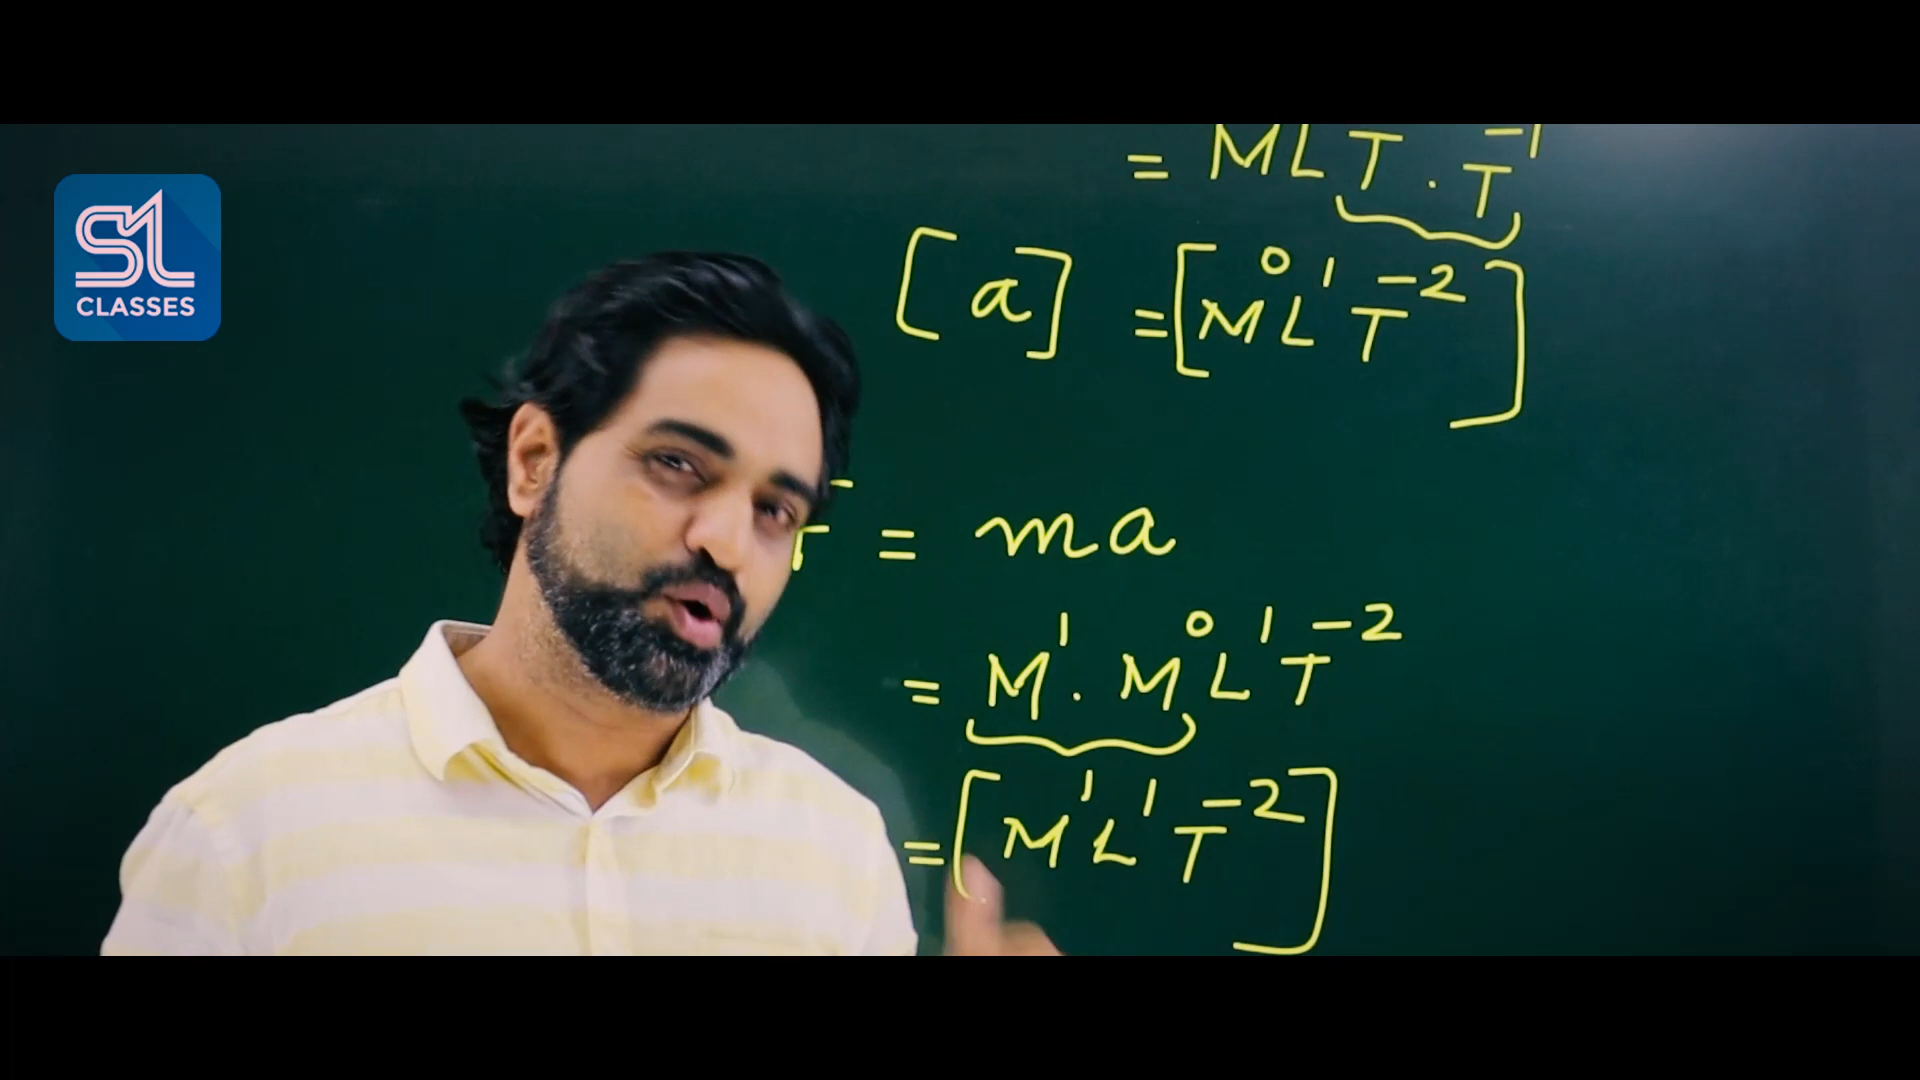 SL
CLASSES
= MLT · T⁻¹
[a] = [M⁰L¹T⁻²]
= ma
= M¹ · M⁰L¹T⁻²
= [M¹L¹T⁻²]